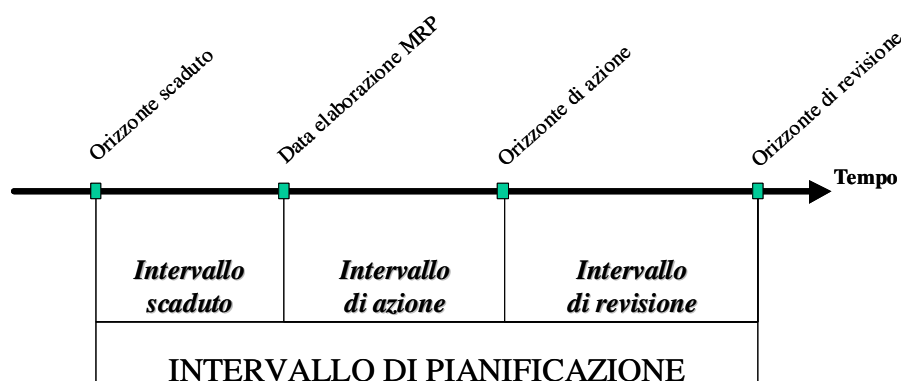 Orizzonte scaduto
Data elaborazione MRP
Orizzonte di azione
Orizzonte di revisione
Tempo
Intervallo
scaduto
Intervallo
di azione
Intervallo
di revisione
INTERVALLO DI PIANIFICAZIONE